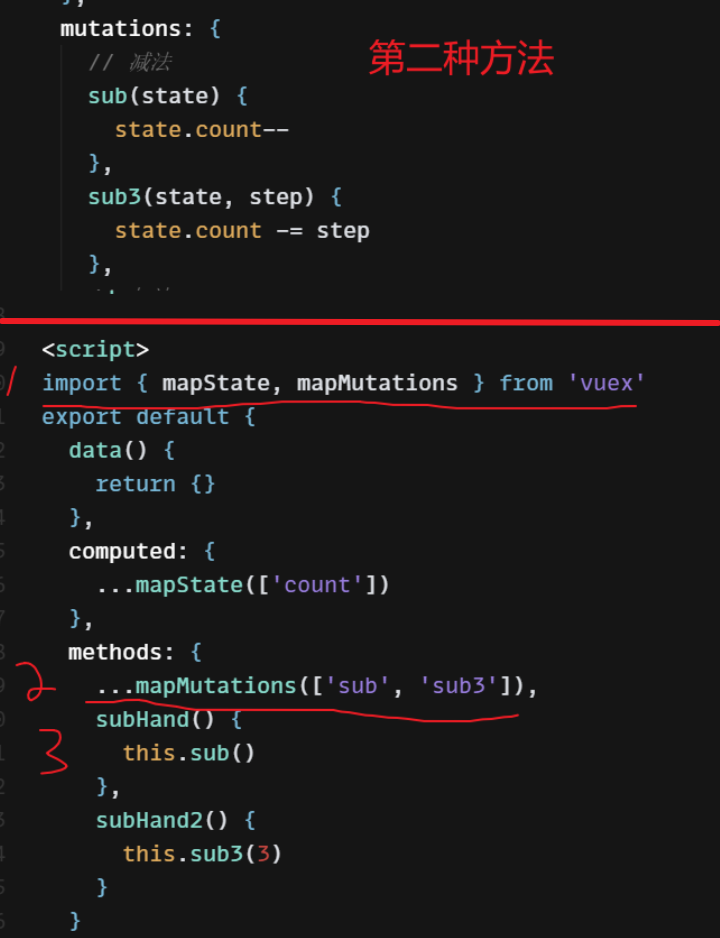 },
mutations: {
// 减法
第二种方法
sub(state) {
state.count--
},
sub3(state, step) {
state.count -= step
},
<script>
1 import { mapState, mapMutations } from 'vuex'
export default {
data() {
return {}
},
computed: {
...mapState(['count'])
},
methods: {
2 ...mapMutations(['sub', 'sub3']),
subHand() {
3 this.sub()
},
subHand2() {
this.sub3(3)
}
}